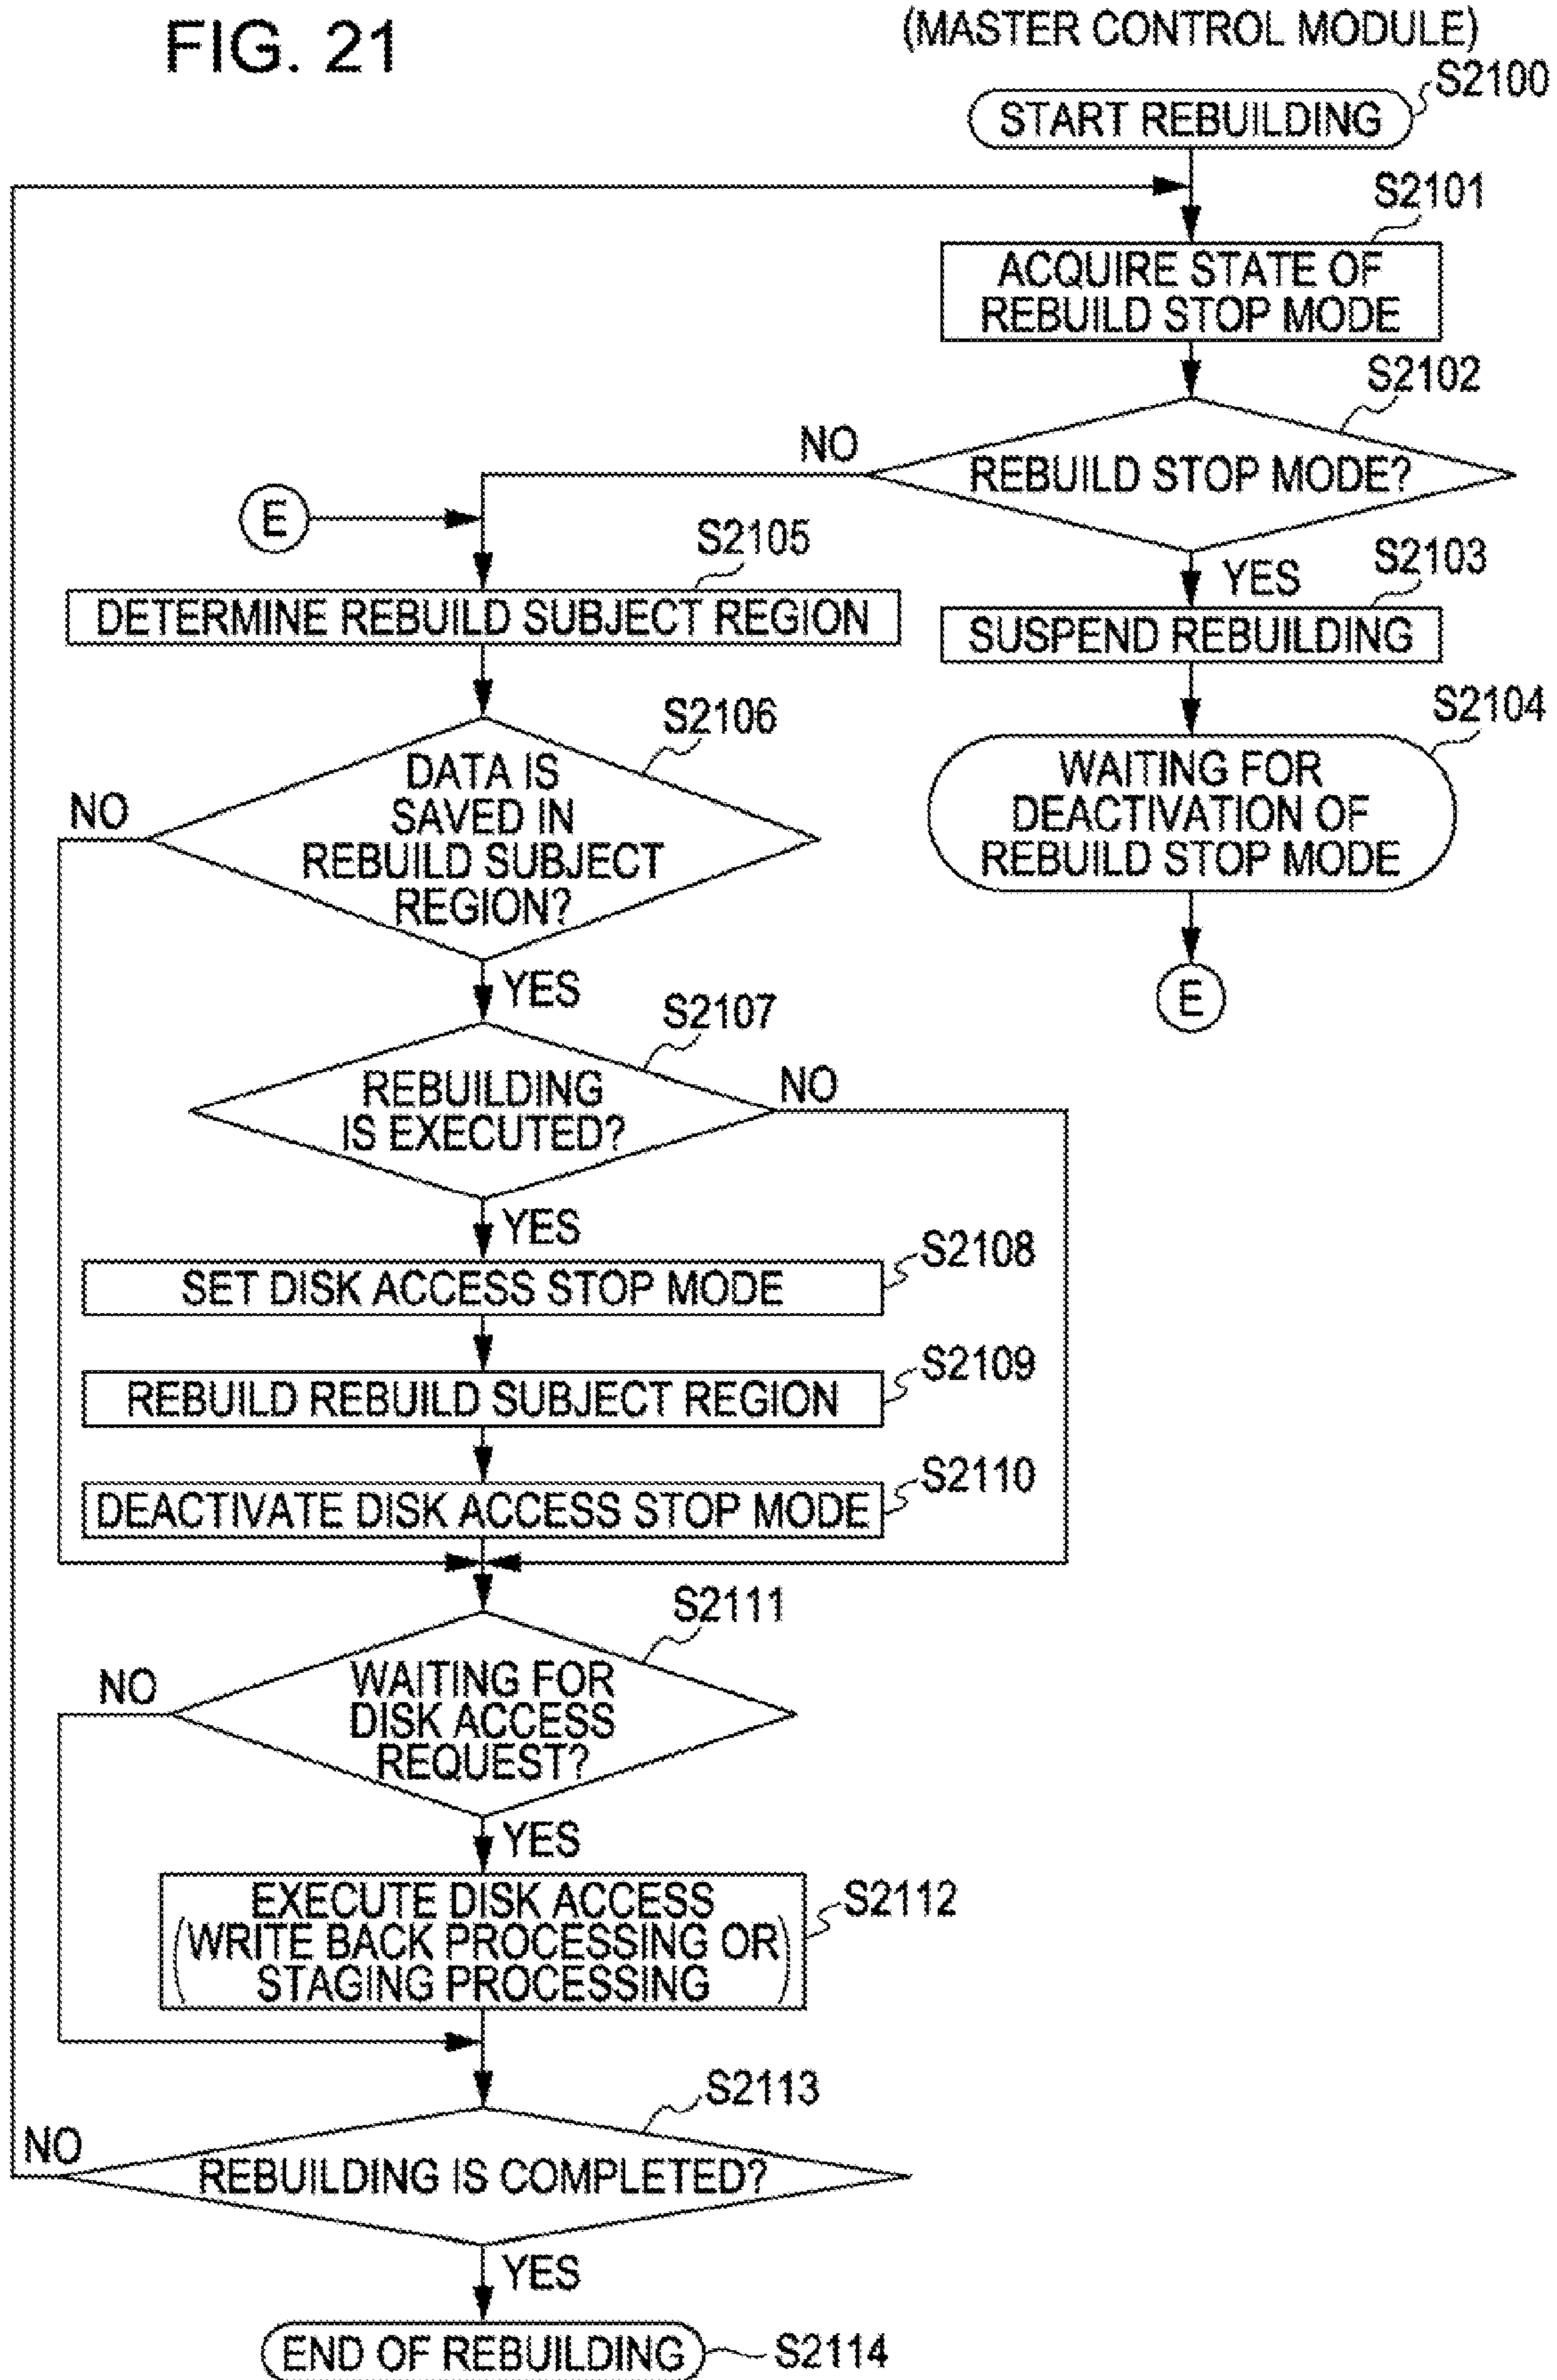 FIG. 21
(MASTER CONTROL MODULE)
S2100
START REBUILDING
S2101
ACQUIRE STATE OF
REBUILD STOP MODE
S2102
NO
REBUILD STOP MODE?
E
S2105
YES
S2103
DETERMINE REBUILD SUBJECT REGION
SUSPEND REBUILDING
S2106
S2104
DATA IS
SAVED IN
REBUILD SUBJECT
REGION?
NO
WAITING FOR
DEACTIVATION OF
REBUILD STOP MODE
YES
E
S2107
REBUILDING
IS EXECUTED?
NO
YES
S2108
SET DISK ACCESS STOP MODE
S2109
REBUILD REBUILD SUBJECT REGION
S2110
DEACTIVATE DISK ACCESS STOP MODE
S2111
NO
WAITING FOR
DISK ACCESS
REQUEST?
YES
S2112
EXECUTE DISK ACCESS
(WRITE BACK PROCESSING OR
STAGING PROCESSING)
S2113
NO
REBUILDING IS COMPLETED?
YES
END OF REBUILDING
S2114